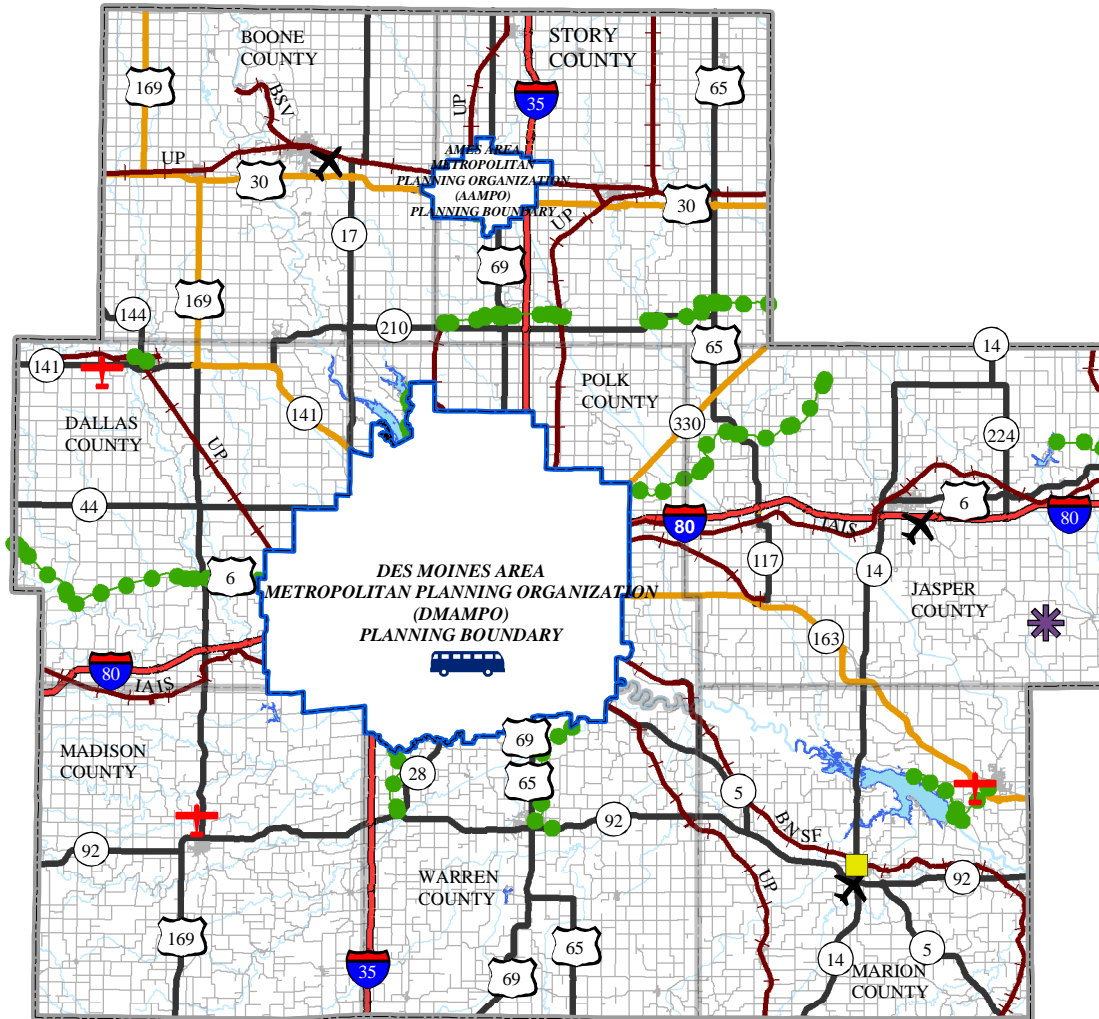 BOONE
COUNTY
STORY
COUNTY
169
65
35
BSV
UP
UP
AMES AREA
METROPOLITAN
PLANNING ORGANIZATION
(AAMPO)
PLANNING BOUNDARY
30
30
UP
17
69
169
144
210
65
14
141
POLK
COUNTY
DALLAS
COUNTY
141
330
224
UP
44
6
80
IAIS
80
117
14
6
DES MOINES AREA
METROPOLITAN PLANNING ORGANIZATION
(DMAMPO)
PLANNING BOUNDARY
JASPER
COUNTY
163
80
IAIS
MADISON
COUNTY
69
28
65
5
92
BNSF
92
WARREN
COUNTY
UP
92
169
65
5
14
35
69
MARION
COUNTY